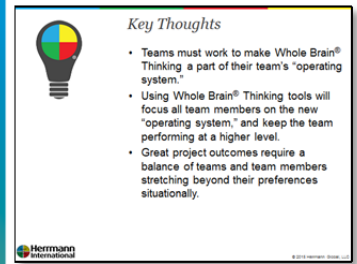 Key Thoughts
• Teams must work to make Whole Brain®
Thinking a part of their team's "operating
system."
• Using Whole Brain® Thinking tools will
focus all team members on the new
"operating system," and keep the team
performing at a higher level.
• Great project outcomes require a
balance of teams and team members
stretching beyond their preferences
situationally.
Herrmann
International